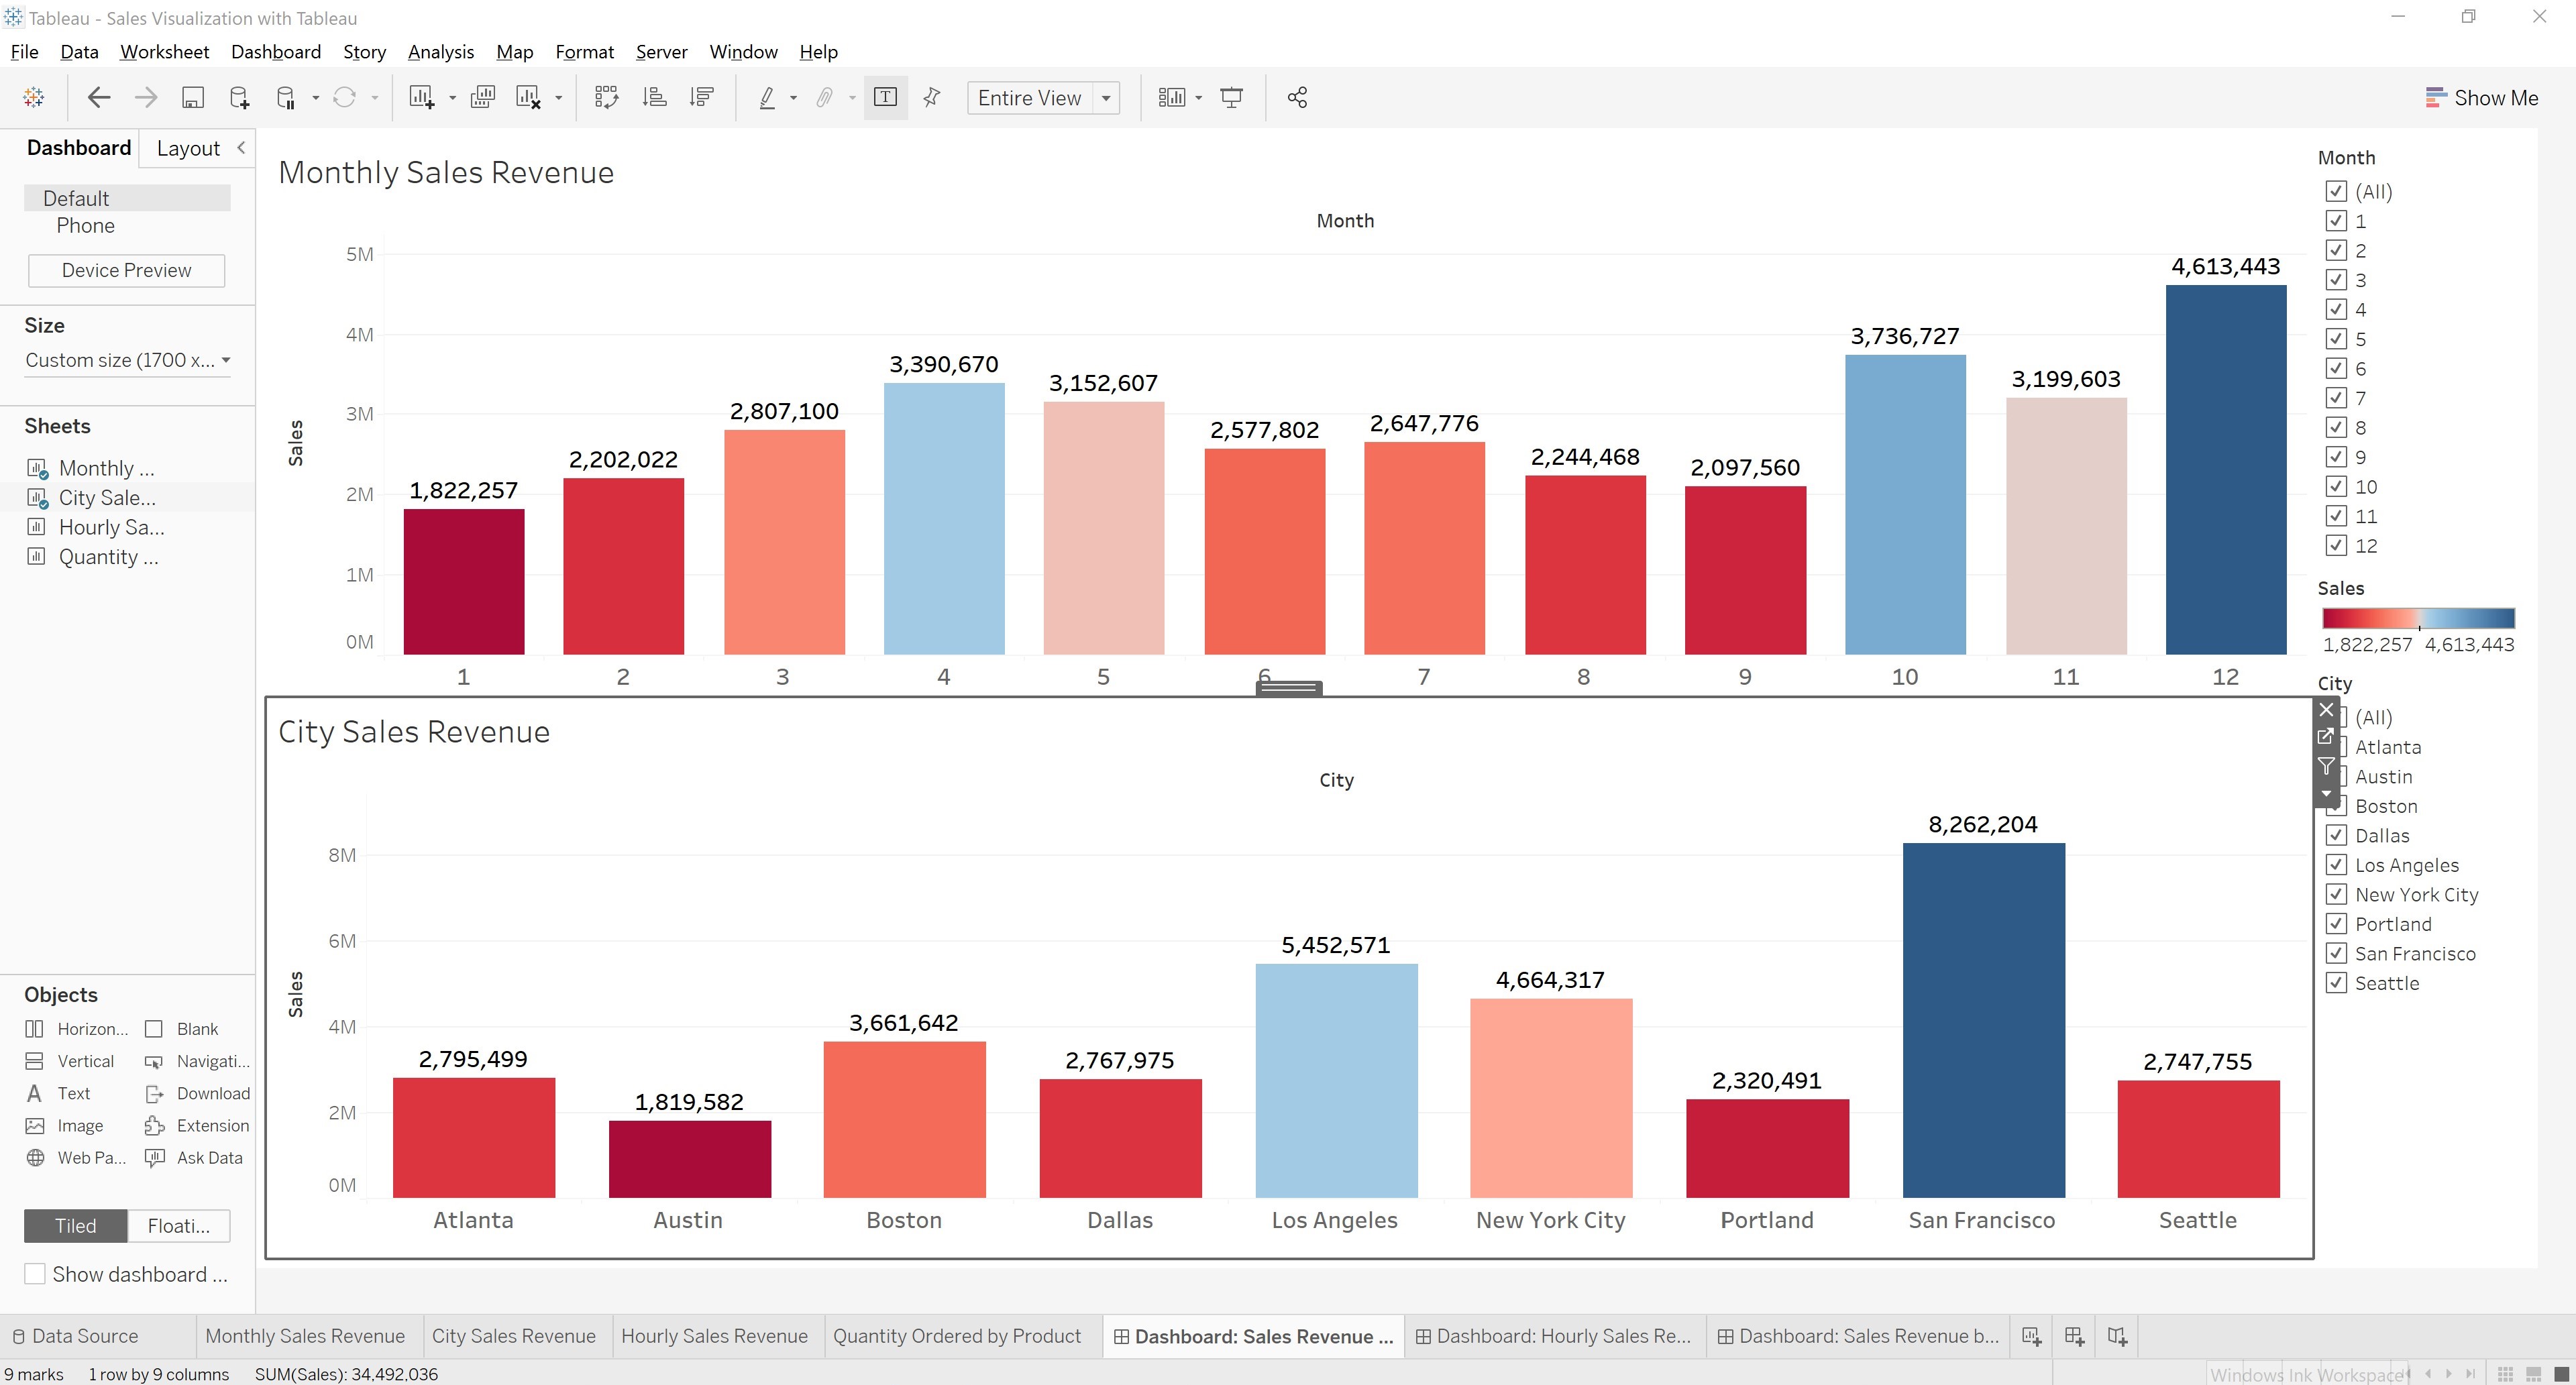 Tableau - Sales Visualization with Tableau
File Data Worksheet Dashboard Story Analysis Map Format Server Window Help
Entire View
Show Me
Dashboard Layout
Default
Phone
Device Preview
Size
Custom size (1700 x...
Sheets
Monthly ...
City Sale...
Hourly Sa...
Quantity ...
Objects
Horizon... Blank
Vertical Navigati...
Text Download
Image Extension
Web Pa... Ask Data
Tiled Floati...
Show dashboard ...
Monthly Sales Revenue
Month
Sales
5M
4M
3M
2M
1M
0M
1,822,257
2,202,022
2,807,100
3,390,670
3,152,607
2,577,802
2,647,776
2,244,468
2,097,560
3,736,727
3,199,603
4,613,443
1 2 3 4 5 6 7 8 9 10 11 12
City Sales Revenue
City
Sales
8M
6M
4M
2M
0M
2,795,499
1,819,582
3,661,642
2,767,975
5,452,571
4,664,317
2,320,491
8,262,204
2,747,755
Atlanta Austin Boston Dallas Los Angeles New York City Portland San Francisco Seattle
Month
(All)
1
2
3
4
5
6
7
8
9
10
11
12
Sales
1,822,257 4,613,443
City
(All)
Atlanta
Austin
Boston
Dallas
Los Angeles
New York City
Portland
San Francisco
Seattle
Data Source Monthly Sales Revenue City Sales Revenue Hourly Sales Revenue Quantity Ordered by Product Dashboard: Sales Revenue ... Dashboard: Hourly Sales Re... Dashboard: Sales Revenue b...
9 marks 1 row by 9 columns SUM(Sales): 34,492,036
Windows Ink Workspace